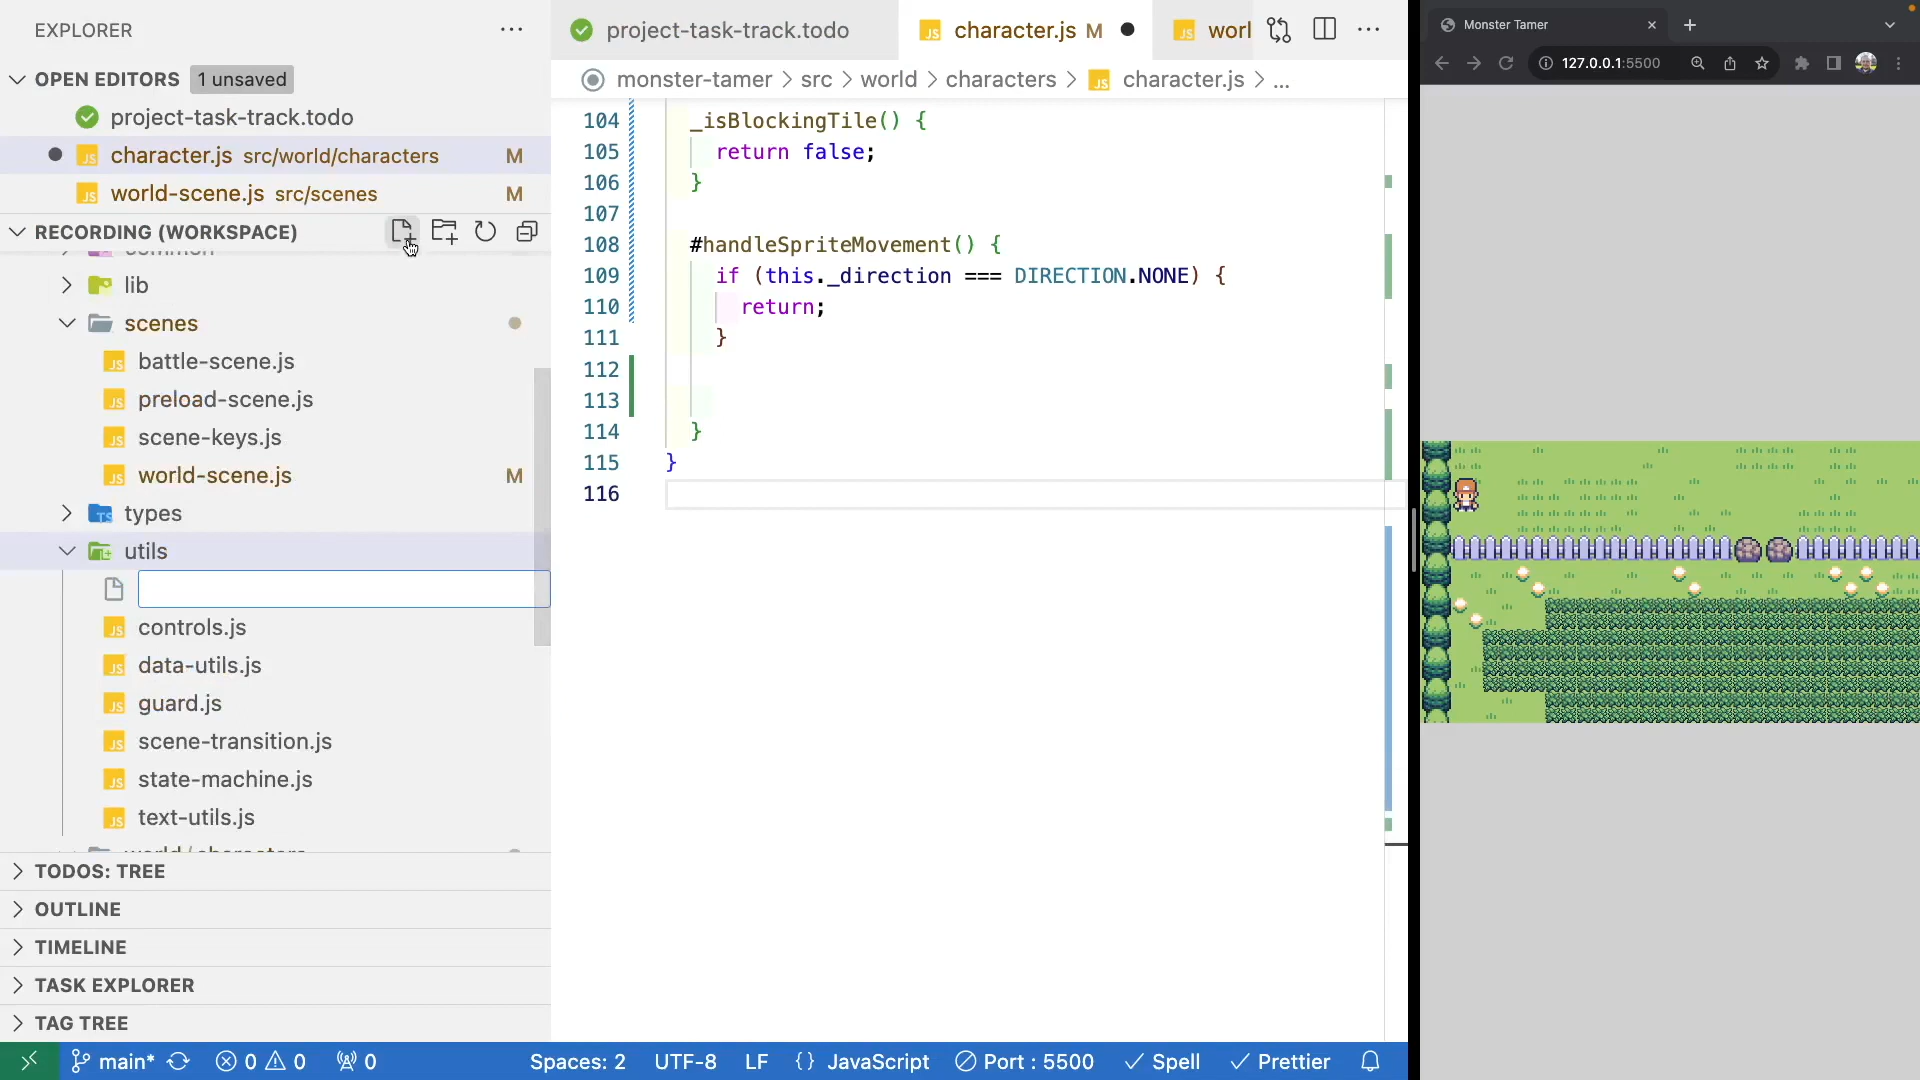 EXPLORER
OPEN EDITORS 1 unsaved
project-task-track.todo
character.js src/world/characters M
world-scene.js src/scenes M
RECORDING (WORKSPACE)
common
lib
scenes
battle-scene.js
preload-scene.js
scene-keys.js
world-scene.js M
types
utils
controls.js
data-utils.js
guard.js
scene-transition.js
state-machine.js
text-utils.js
world/characters
TODOS: TREE
OUTLINE
TIMELINE
TASK EXPLORER
TAG TREE
project-task-track.todo
character.js M
worl
monster-tamer > src > world > characters > character.js > ...
104 _isBlockingTile() {
105 return false;
106 }
107
108 #handleSpriteMovement() {
109 if (this._direction === DIRECTION.NONE) {
110 return;
111 }
112
113
114 }
115 }
116
main* 0 0 0
Spaces: 2 UTF-8 LF {} JavaScript Port : 5500 Spell Prettier
Monster Tamer
127.0.0.1:5500